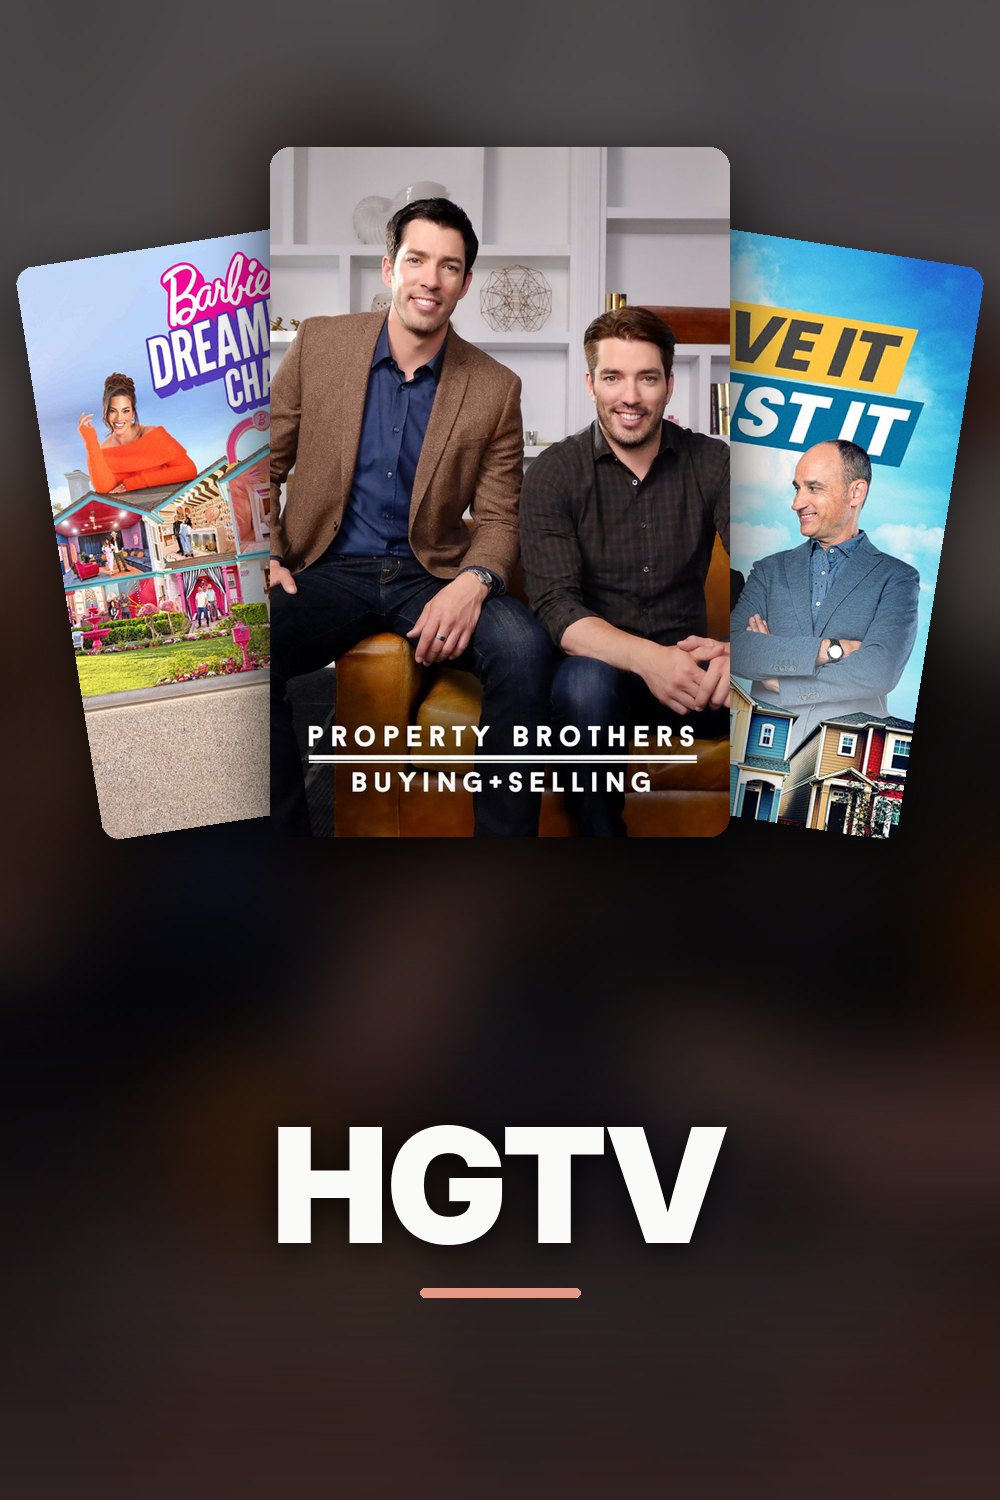 Barbie
DREAM
CHA
PROPERTY BROTHERS
BUYING+SELLING
VE IT
ST IT
HGTV